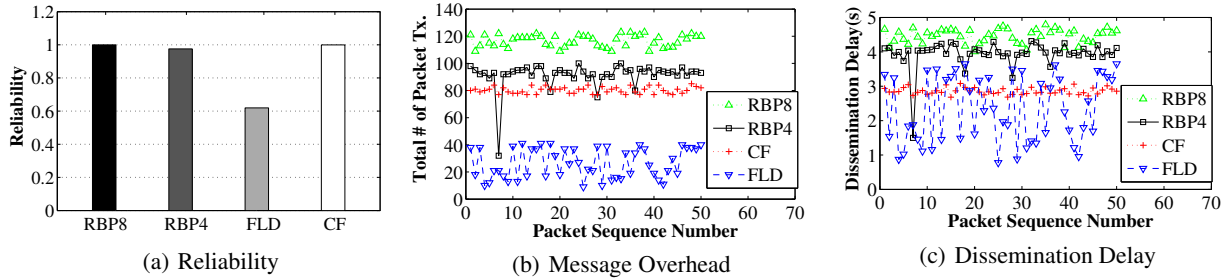 1.2
1
0.8
0.6
0.4
0.2
0
Reliability
RBP8 RBP4 FLD CF
(a) Reliability
140
120
100
80
60
40
20
0
Total # of Packet Tx.
0 10 20 30 40 50 60 70
Packet Sequence Number
RBP8
RBP4
CF
FLD
(b) Message Overhead
5
4
3
2
1
0
Dissemination Delay(s)
0 10 20 30 40 50 60 70
Packet Sequence Number
RBP8
RBP4
CF
FLD
(c) Dissemination Delay